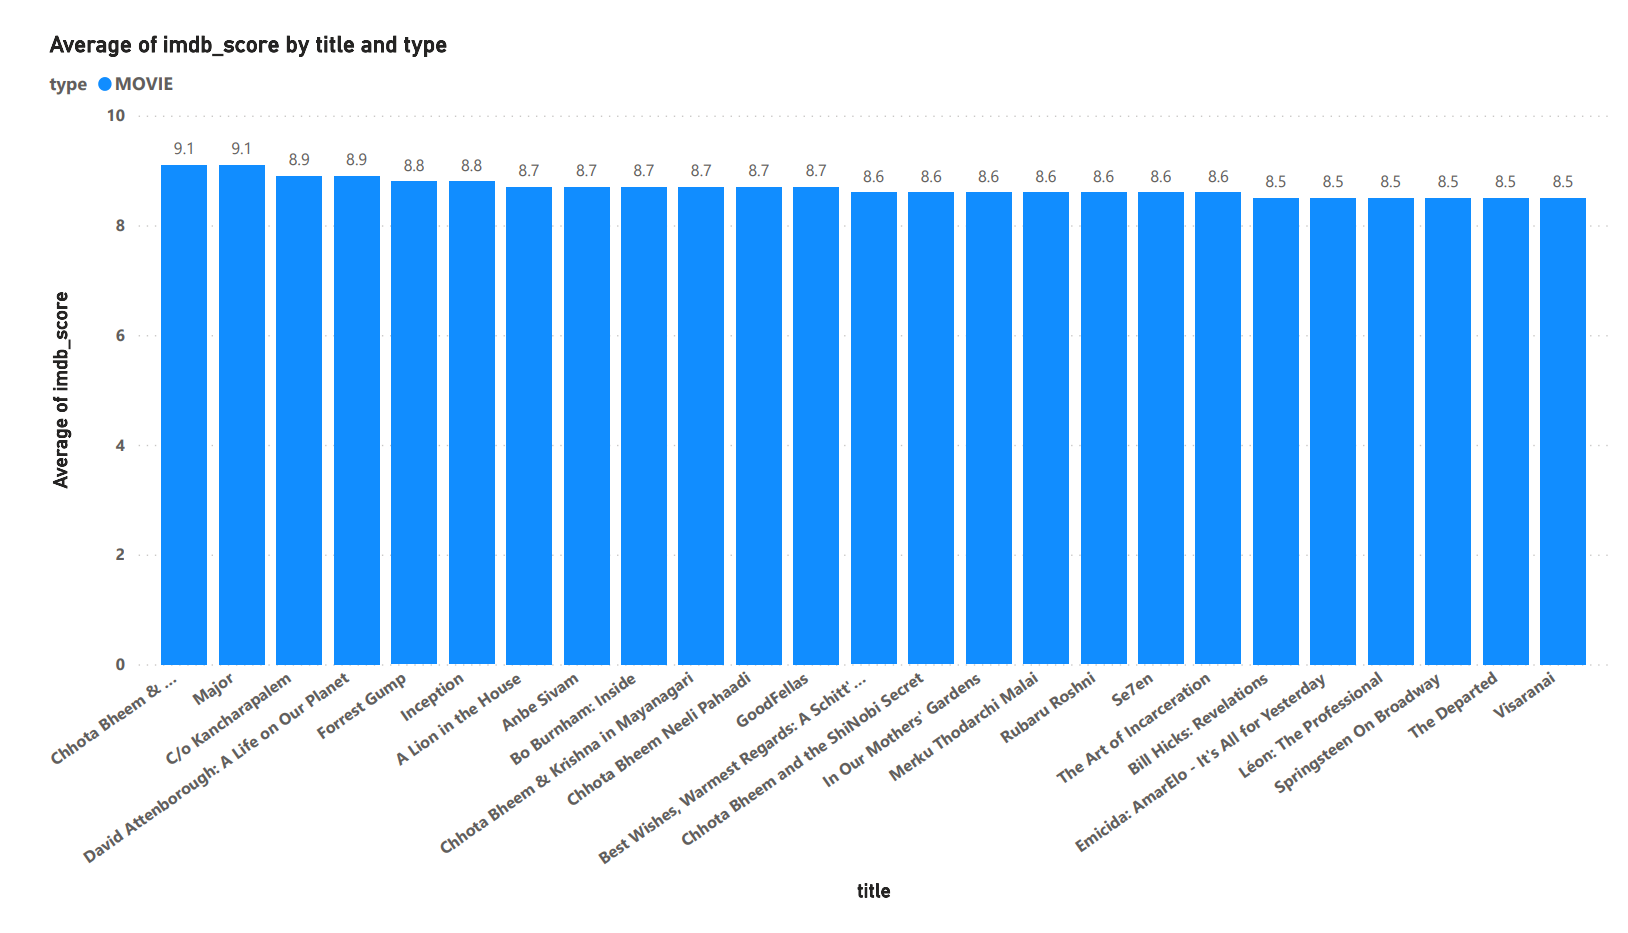 Average of imdb_score by title and type
type MOVIE
10
8
6
4
2
0
Average of imdb_score
9.1
9.1
8.9
8.9
8.8
8.8
8.7
8.7
8.7
8.7
8.7
8.7
8.6
8.6
8.6
8.6
8.6
8.6
8.6
8.5
8.5
8.5
8.5
8.5
8.5
Chhota Bheem & ...
Major
C/o Kancharapalem
David Attenborough: A Life on Our Planet
Forrest Gump
Inception
A Lion in the House
Anbe Sivam
Bo Burnham: Inside
Chhota Bheem & Krishna in Mayanagari
Chhota Bheem Neeli Pahaadi
GoodFellas
Best Wishes, Warmest Regards: A Schitt'...
Chhota Bheem and the ShiNobi Secret
In Our Mothers' Gardens
Merku Thodarchi Malai
Rubaru Roshni
Se7en
The Art of Incarceration
Bill Hicks: Revelations
Emicida: AmarElo - It's All for Yesterday
Léon: The Professional
Springsteen On Broadway
The Departed
Visaranai
title